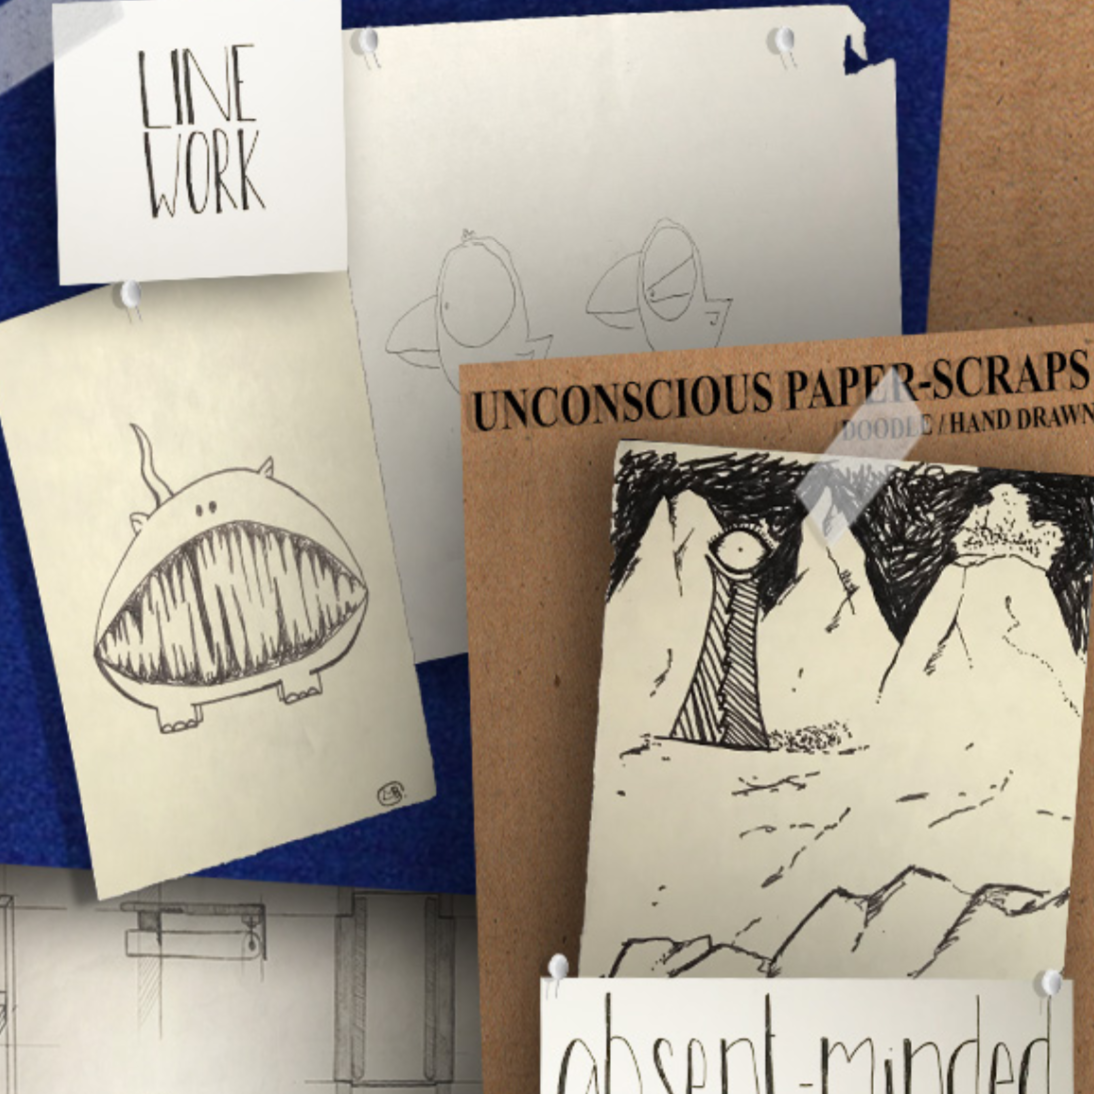 LINE
WORK
UNCONSCIOUS PAPER-SCRAPS
DOODLE / HAND DRAWN
absent-minded